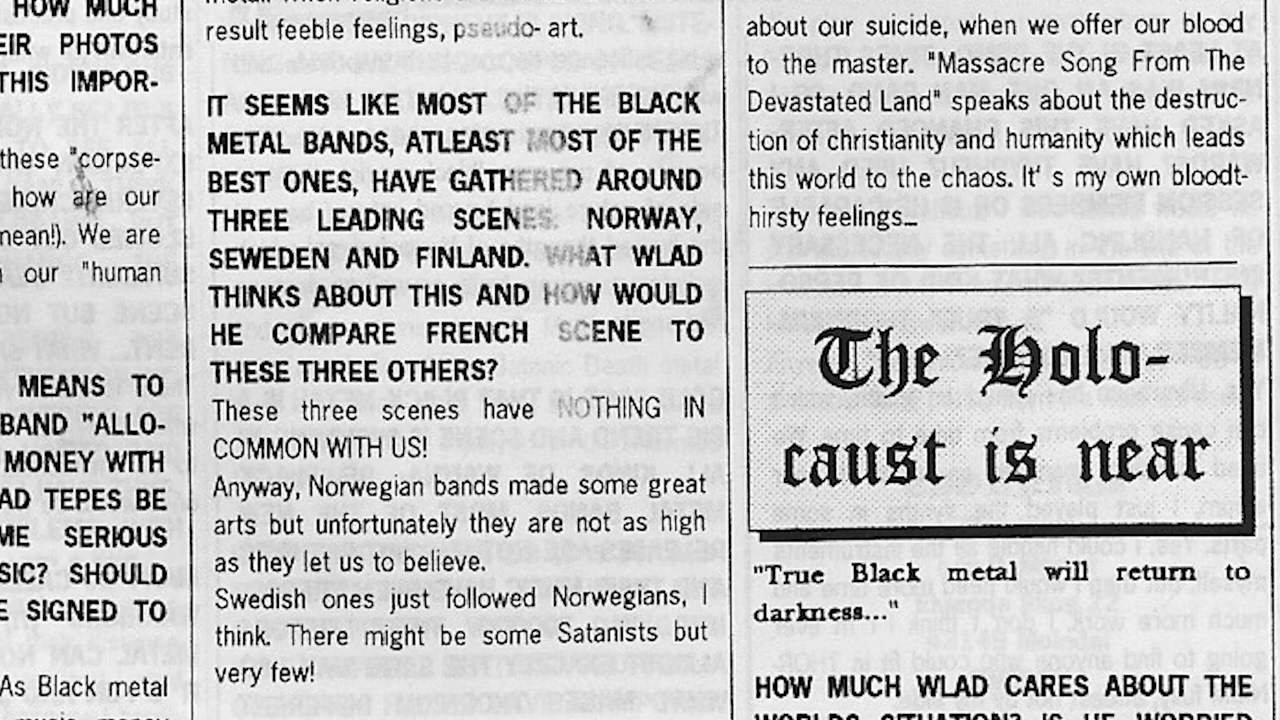 HOW MUCH
EIR PHOTOS
THIS IMPOR-
these "corpse-
how are our
mean!). We are
our "human
MEANS TO
BAND "ALLO-
MONEY WITH
AD TEPES BE
ME SERIOUS
SIC? SHOULD
E SIGNED TO
As Black metal
result feeble feelings, pseudo- art.
IT SEEMS LIKE MOST OF THE BLACK
METAL BANDS, ATLEAST MOST OF THE
BEST ONES, HAVE GATHERED AROUND
THREE LEADING SCENES: NORWAY,
SEWEDEN AND FINLAND. WHAT WLAD
THINKS ABOUT THIS AND HOW WOULD
HE COMPARE FRENCH SCENE TO
THESE THREE OTHERS?
These three scenes have NOTHING IN
COMMON WITH US!
Anyway, Norwegian bands made some great
arts but unfortunately they are not as high
as they let us to believe.
Swedish ones just followed Norwegians, I
think. There might be some Satanists but
very few!
about our suicide, when we offer our blood
to the master. "Massacre Song From The
Devastated Land" speaks about the destruc-
tion of christianity and humanity which leads
this world to the chaos. It' s my own bloodt-
hirsty feelings...
The Holo-
caust is near
"True Black metal will return to
darkness..."
HOW MUCH WLAD CARES ABOUT THE
WORLDS SITUATION? IS HE WORIED